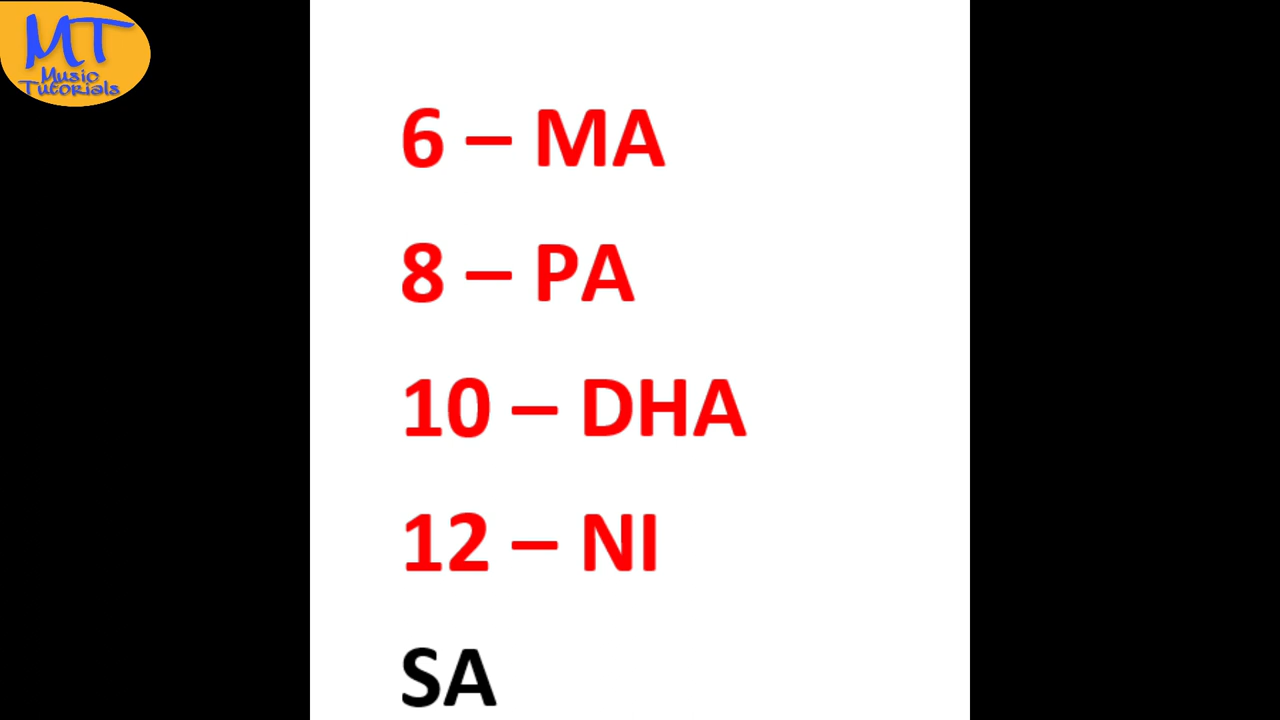 MT
Music
Tutorials
6 – MA
8 – PA
10 – DHA
12 – NI
SA